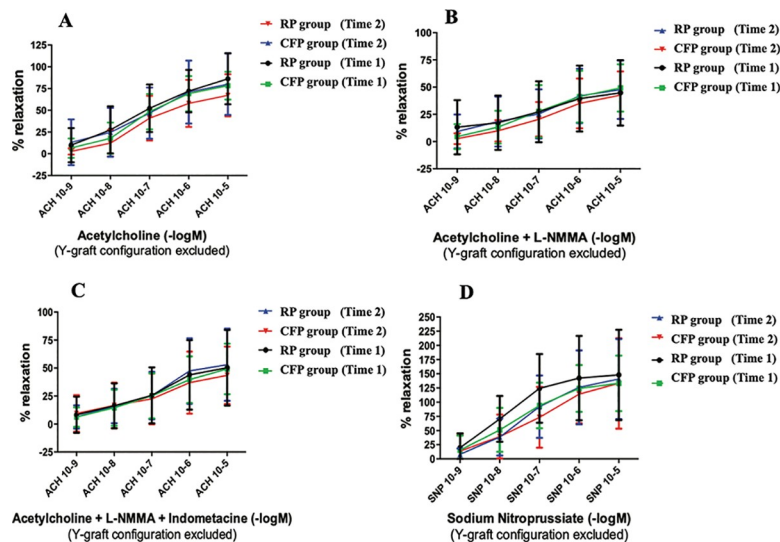 A
% relaxation
125
100
75
50
25
0
25
ACH 10-9
ACH 10-8
ACH 10-7
ACH 10-6
ACH 10-5
Acetylcholine (-logM)
(Y-graft configuration excluded)
RP group (Time 2)
CFP group (Time 2)
RP group (Time 1)
CFP group (Time 1)
B
% relaxation
100
75
50
25
0
25
ACH 10-9
ACH 10-8
ACH 10-7
ACH 10-6
ACH 10-5
Acetylcholine + L-NMMA (-logM)
(Y-graft configuration excluded)
RP group (Time 2)
CFP group (Time 2)
RP group (Time 1)
CFP group (Time 1)
C
% relaxation
100
75
50
25
0
25
ACH 10-9
ACH 10-8
ACH 10-7
ACH 10-6
ACH 10-5
Acetylcholine + L-NMMA + Indometacine (-logM)
(Y-graft configuration excluded)
RP group (Time 2)
CFP group (Time 2)
RP group (Time 1)
CFP group (Time 1)
D
% relaxation
250
225
200
175
150
125
100
75
50
25
0
SNP 10-9
SNP 10-8
SNP 10-7
SNP 10-6
SNP 10-5
Sodium Nitroprussiate (-logM)
(Y-graft configuration excluded)
RP group (Time 2)
CFP group (Time 2)
RP group (Time 1)
CFP group (Time 1)